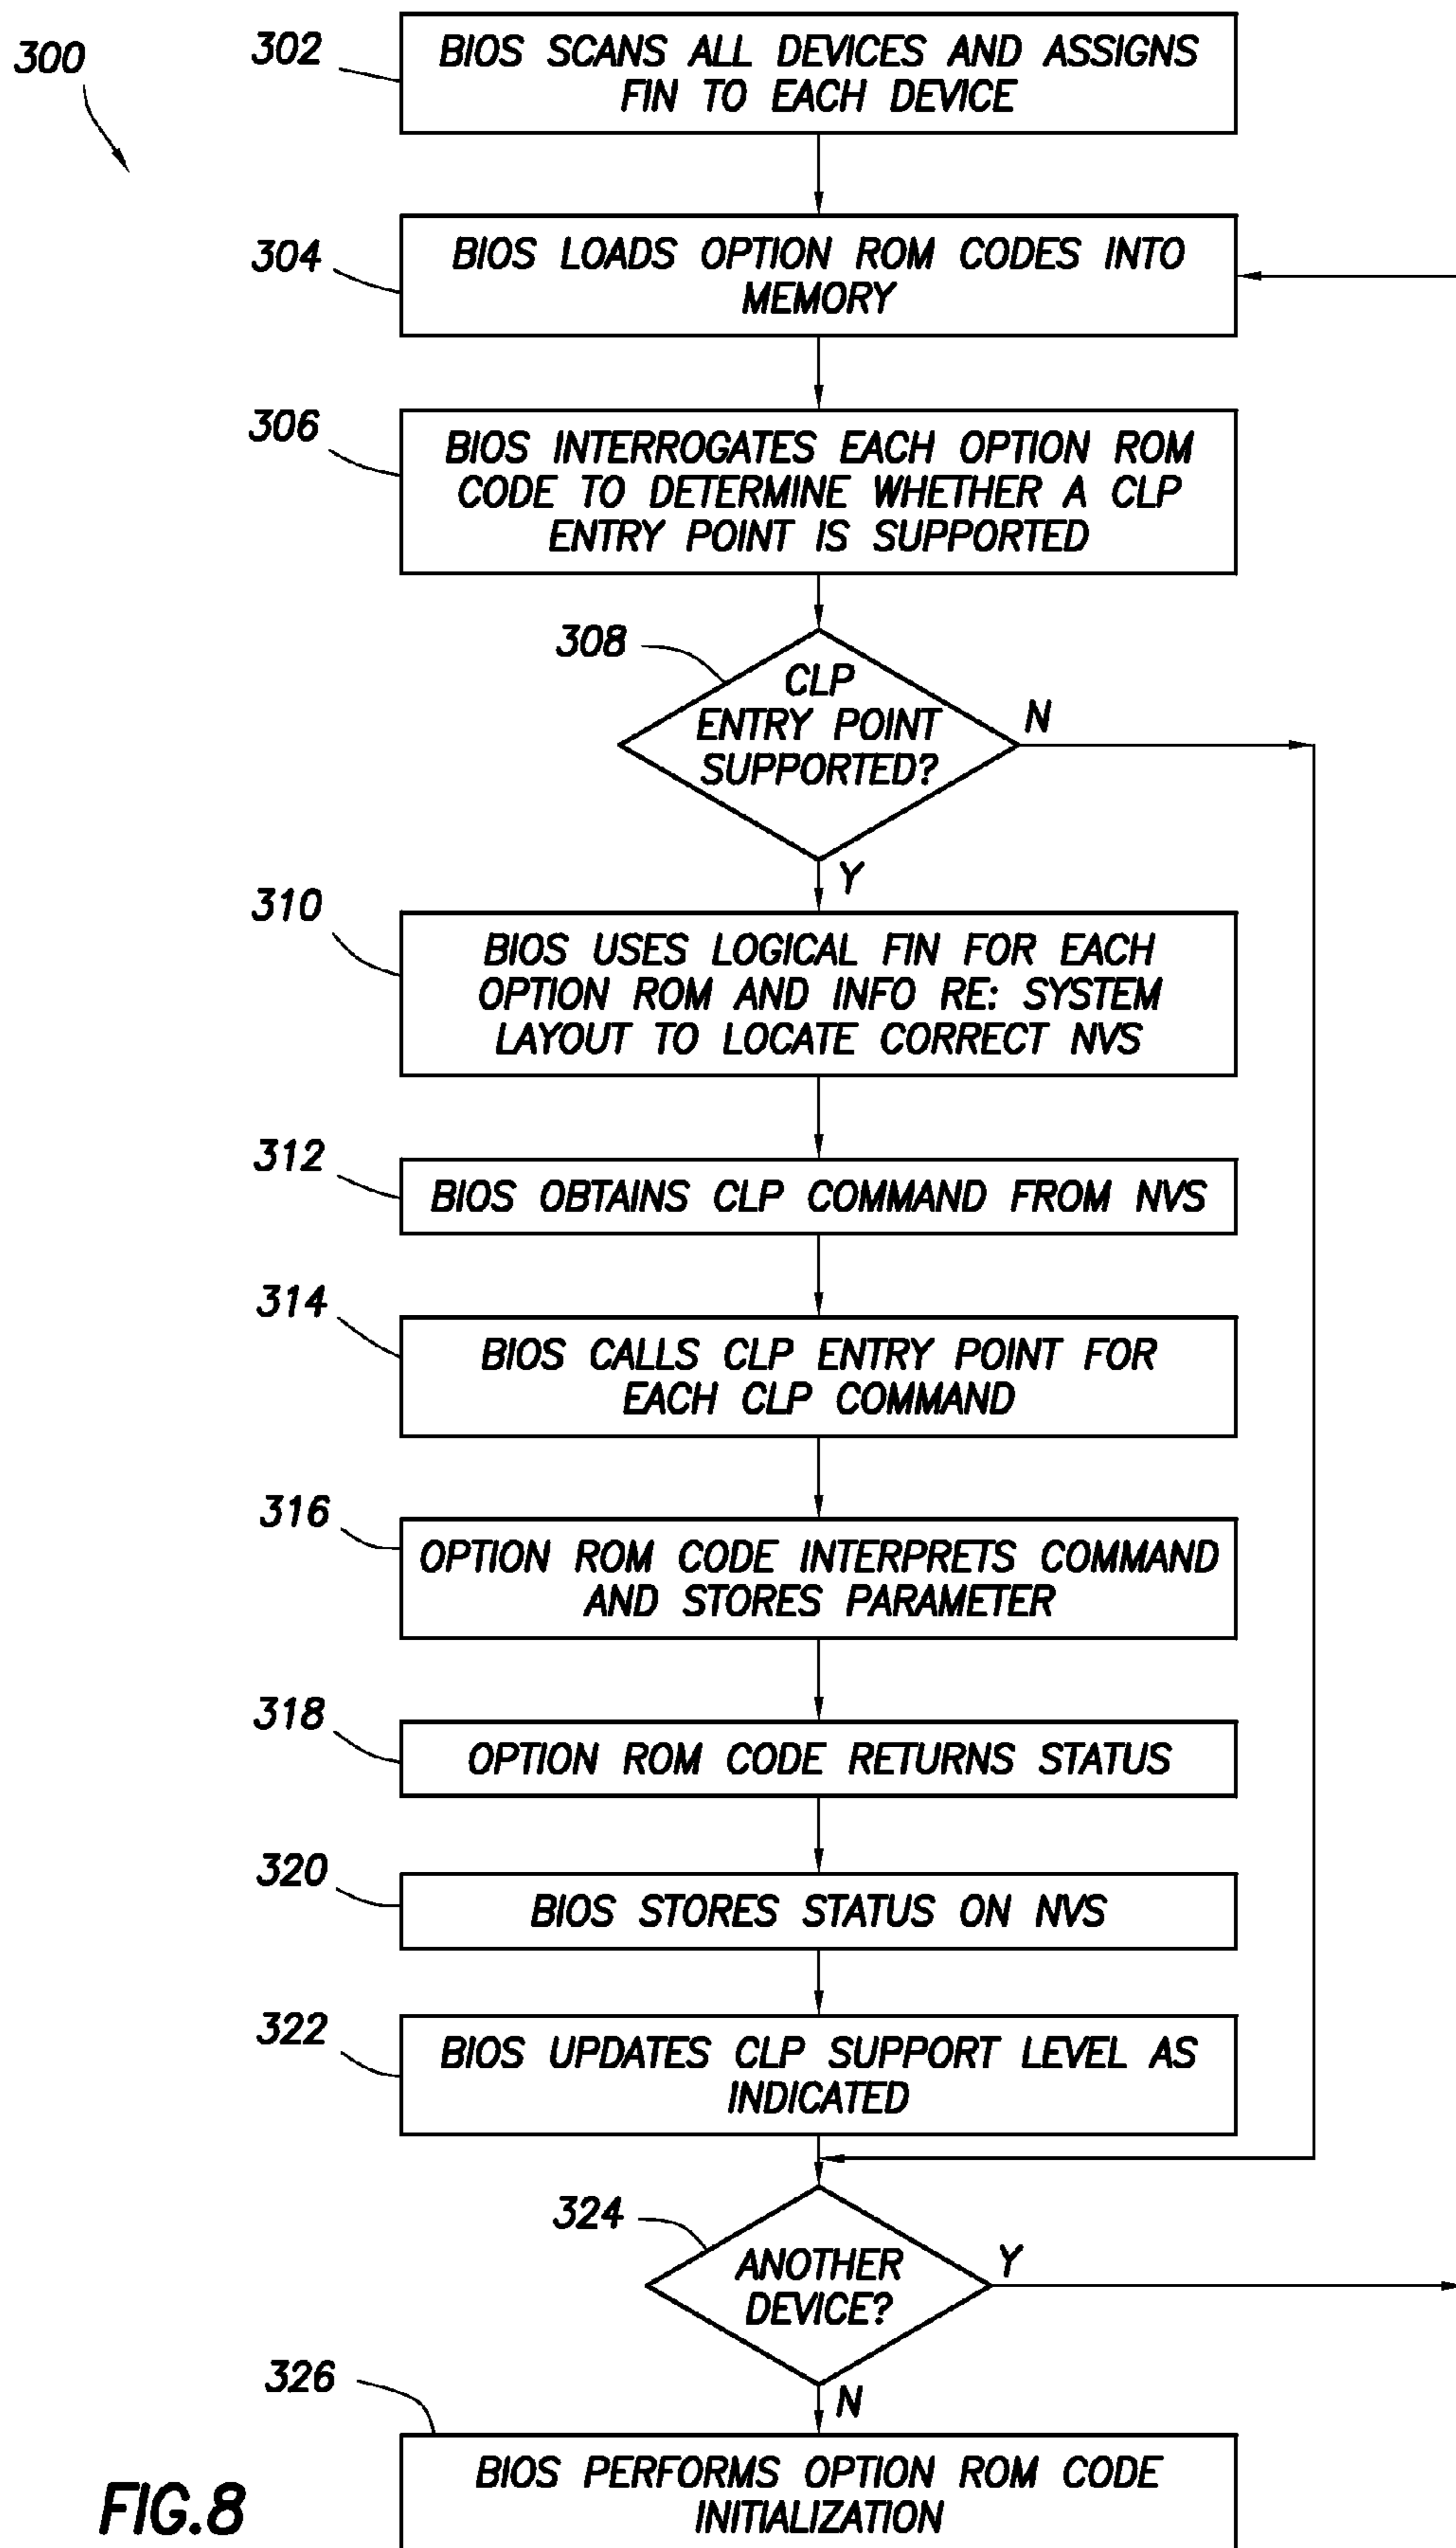 300
302
BIOS SCANS ALL DEVICES AND ASSIGNS
FIN TO EACH DEVICE
304
BIOS LOADS OPTION ROM CODES INTO
MEMORY
306
BIOS INTERROGATES EACH OPTION ROM
CODE TO DETERMINE WHETHER A CLP
ENTRY POINT IS SUPPORTED
308
CLP
ENTRY POINT
SUPPORTED?
N
Y
310
BIOS USES LOGICAL FIN FOR EACH
OPTION ROM AND INFO RE: SYSTEM
LAYOUT TO LOCATE CORRECT NVS
312
BIOS OBTAINS CLP COMMAND FROM NVS
314
BIOS CALLS CLP ENTRY POINT FOR
EACH CLP COMMAND
316
OPTION ROM CODE INTERPRETS COMMAND
AND STORES PARAMETER
318
OPTION ROM CODE RETURNS STATUS
320
BIOS STORES STATUS ON NVS
322
BIOS UPDATES CLP SUPPORT LEVEL AS
INDICATED
324
ANOTHER
DEVICE?
Y
N
326
BIOS PERFORMS OPTION ROM CODE
INITIALIZATION
FIG.8